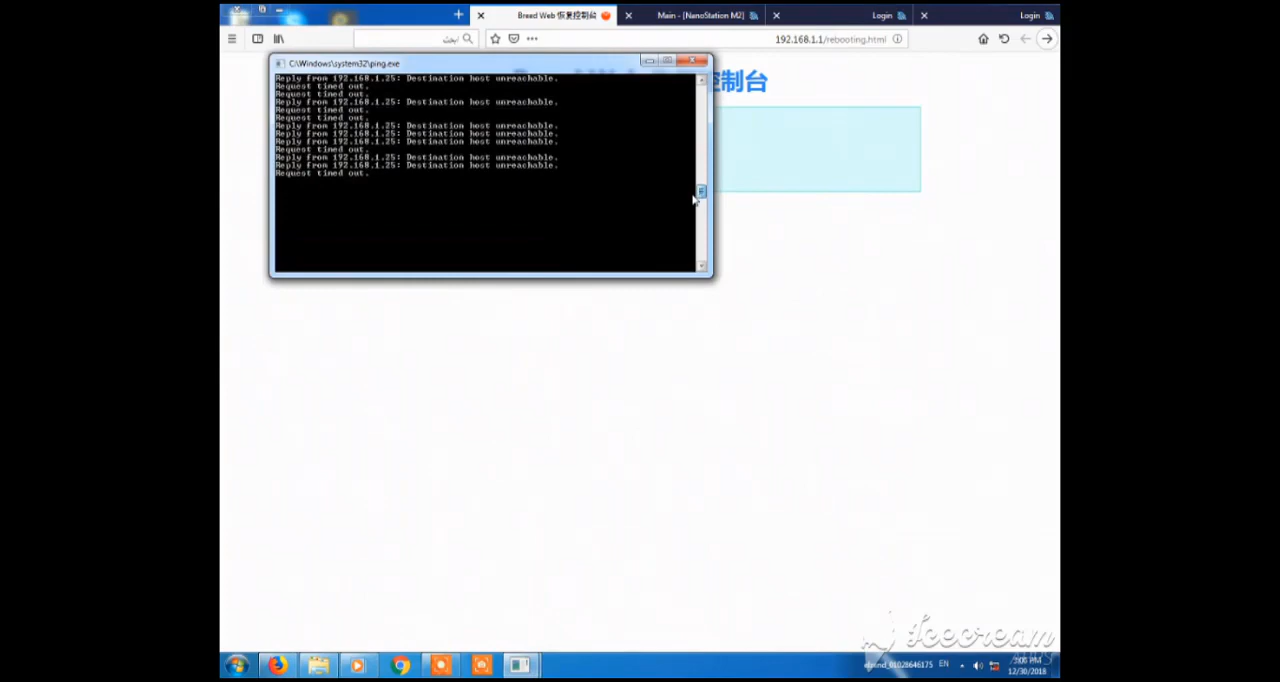 Bread Web 恢复控制台
Main - [NanoStation M2]
Login
Login
ابحث
192.168.1.1/rebooting.html
C:\Windows\system32\ping.exe
控制台
Reply from 192.168.1.25: Destination host unreachable.
Request timed out.
Request timed out.
Reply from 192.168.1.25: Destination host unreachable.
Request timed out.
Request timed out.
Reply from 192.168.1.25: Destination host unreachable.
Reply from 192.168.1.25: Destination host unreachable.
Reply from 192.168.1.25: Destination host unreachable.
Request timed out.
Reply from 192.168.1.25: Destination host unreachable.
Reply from 192.168.1.25: Destination host unreachable.
Request timed out.
Icecream
APPS
EN
12/30/2018